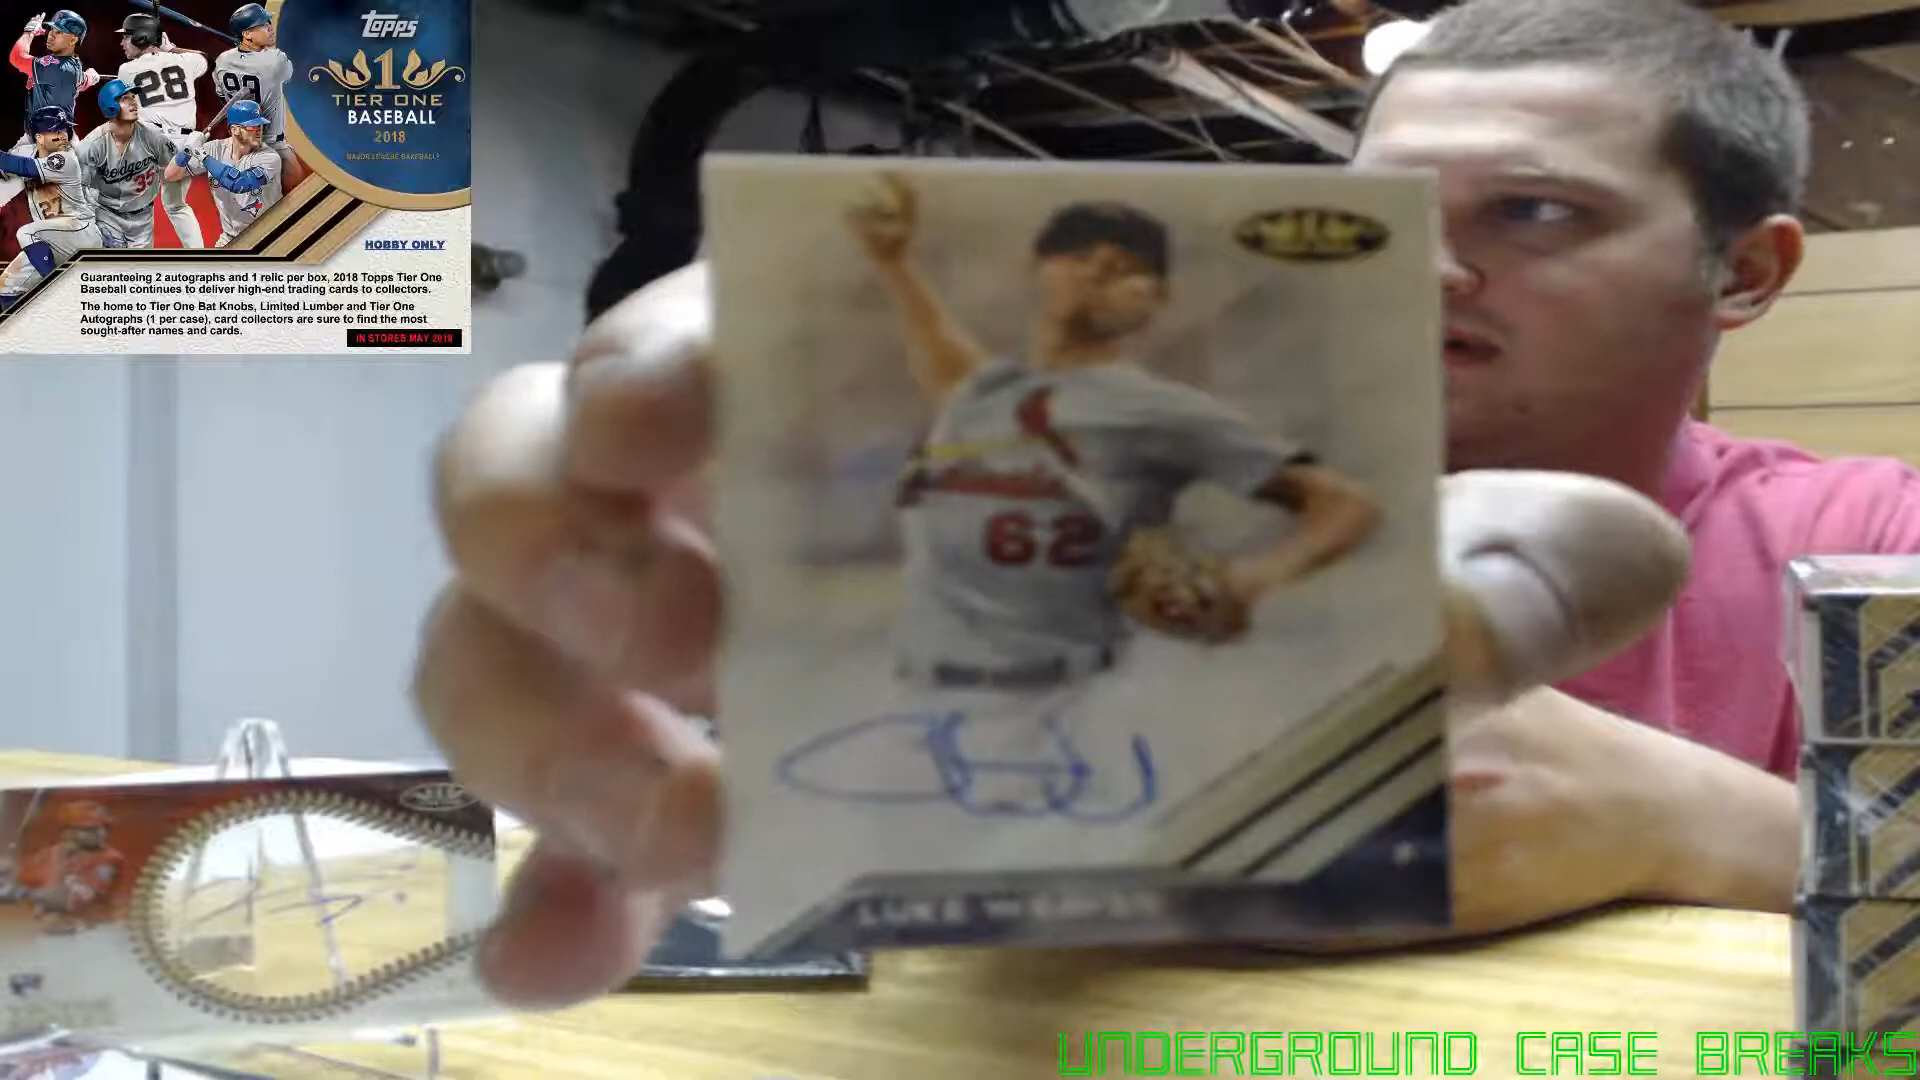 Topps
1
TIER ONE
BASEBALL
2018
MAJOR LEAGUE BASEBALL
28
Dodgers
35
HOBBY ONLY
Guaranteeing 2 autographs and 1 relic per box, 2018 Topps Tier One
Baseball continues to deliver high-end trading cards to collectors.
The home to Tier One Bat Knobs, Limited Lumber and Tier One
Autographs (1 per case), card collectors are sure to find the most
sought-after names and cards.
IN STORES MAY 2018
62
LUKE WEAVER
UNDERGROUND CASE BREAKS